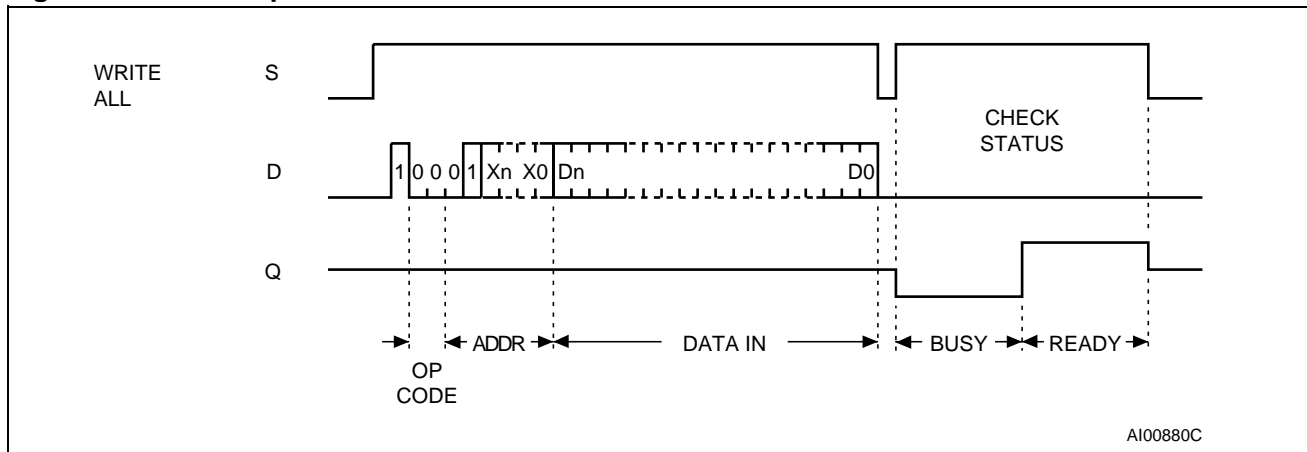 WRITE
ALL
S
CHECK
STATUS
D
1 0 0 0 1 Xn X0 Dn D0
Q
ADDR DATA IN BUSY READY
OP
CODE
AI00880C